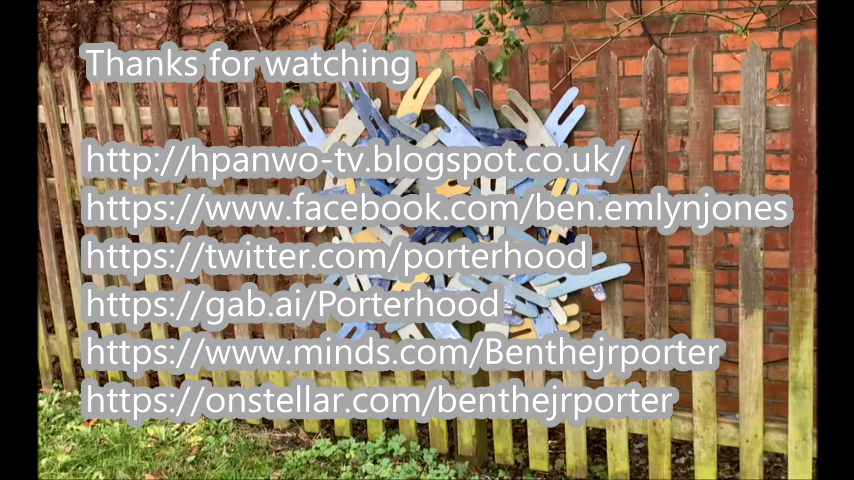 Thanks for watching
http://hpanwo-tv.blogspot.co.uk/
https://www.facebook.com/ben.emlynjones
https://twitter.com/porterhood
https://gab.ai/Porterhood
https://www.minds.com/Benthejrporter
https://onstellar.com/benthejrporter